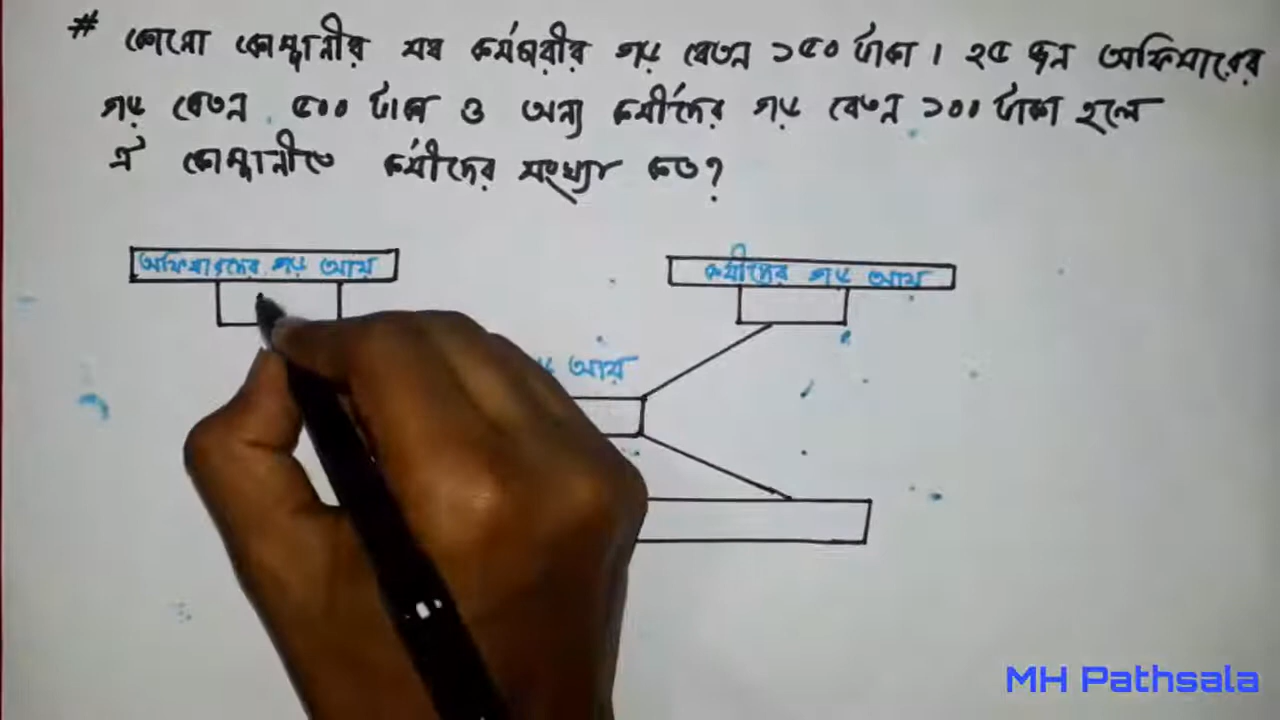 # কোনো কোম্পানীর সব কর্মচারীর গড় বেতন ১৫০ টাকা । ২৫ জন অফিসারের
গড় বেতন ৫০০ টাকা ও অন্য কর্মীদের গড় বেতন ১০০ টাকা হলে
ঐ কোম্পানীতে কর্মীদের সংখ্যা কত?
অফিসারদের গড় আয়
কর্মীদের গড় আয়
আয়
MH Pathsala